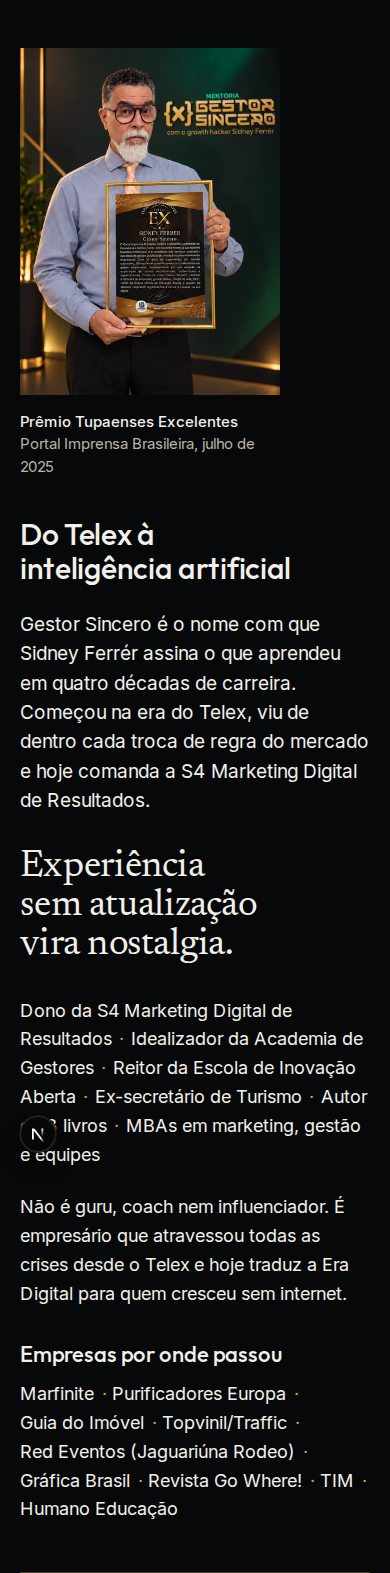 MENTORIA
{x} GESTOR
SINCERO
com o growth hacker Sidney Ferrér
EX
SIDNEY FERRER
Gestor Sincero
Prêmio Tupaenses Excelentes
Portal Imprensa Brasileira, julho de
2025
Do Telex à
inteligência artificial
Gestor Sincero é o nome com que
Sidney Ferrér assina o que aprendeu
em quatro décadas de carreira.
Começou na era do Telex, viu de
dentro cada troca de regra do mercado
e hoje comanda a S4 Marketing Digital
de Resultados.
Experiência
sem atualização
vira nostalgia.
Dono da S4 Marketing Digital de
Resultados · Idealizador da Academia de
Gestores · Reitor da Escola de Inovação
Aberta · Ex-secretário de Turismo · Autor
livros · MBAs em marketing, gestão
e equipes
Não é guru, coach nem influenciador. É
empresário que atravessou todas as
crises desde o Telex e hoje traduz a Era
Digital para quem cresceu sem internet.
Empresas por onde passou
Marfinite · Purificadores Europa ·
Guia do Imóvel · Topvinil/Traffic ·
Red Eventos (Jaguariúna Rodeo) ·
Gráfica Brasil · Revista Go Where! · TIM ·
Humano Educação